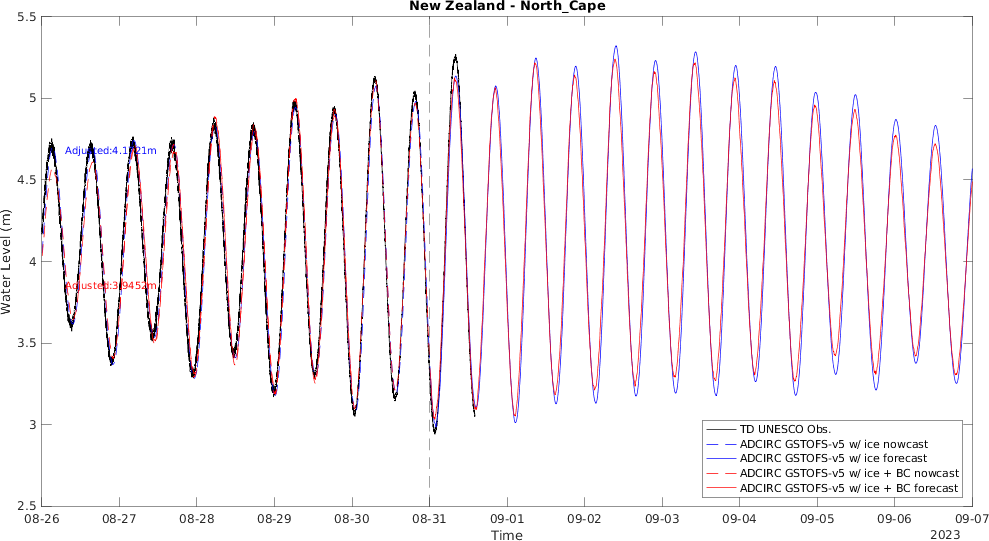 New Zealand - North_Cape
5.5
5
4.5
4
3.5
3
2.5
Water Level (m)
Adjusted:3.9452m
TD UNESCO Obs.
ADCIRC GSTOFS-v5 w/ ice nowcast
ADCIRC GSTOFS-v5 w/ ice forecast
ADCIRC GSTOFS-v5 w/ ice + BC nowcast
ADCIRC GSTOFS-v5 w/ ice + BC forecast
08-26
08-27
08-28
08-29
08-30
08-31
09-01
09-02
09-03
09-04
09-05
09-06
09-07
Time
2023